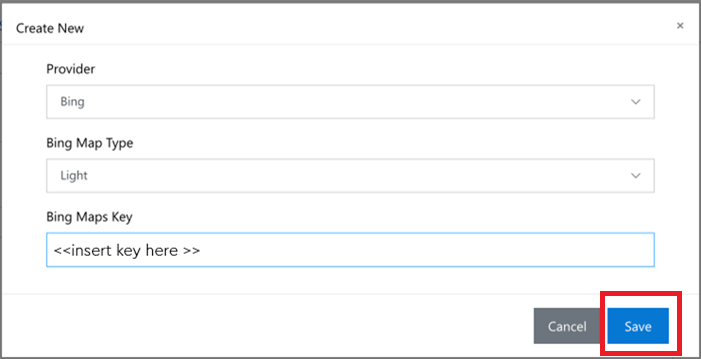 Create New
×
Provider
Bing
Bing Map Type
Light
Bing Maps Key
<<insert key here >>
Cancel
Save